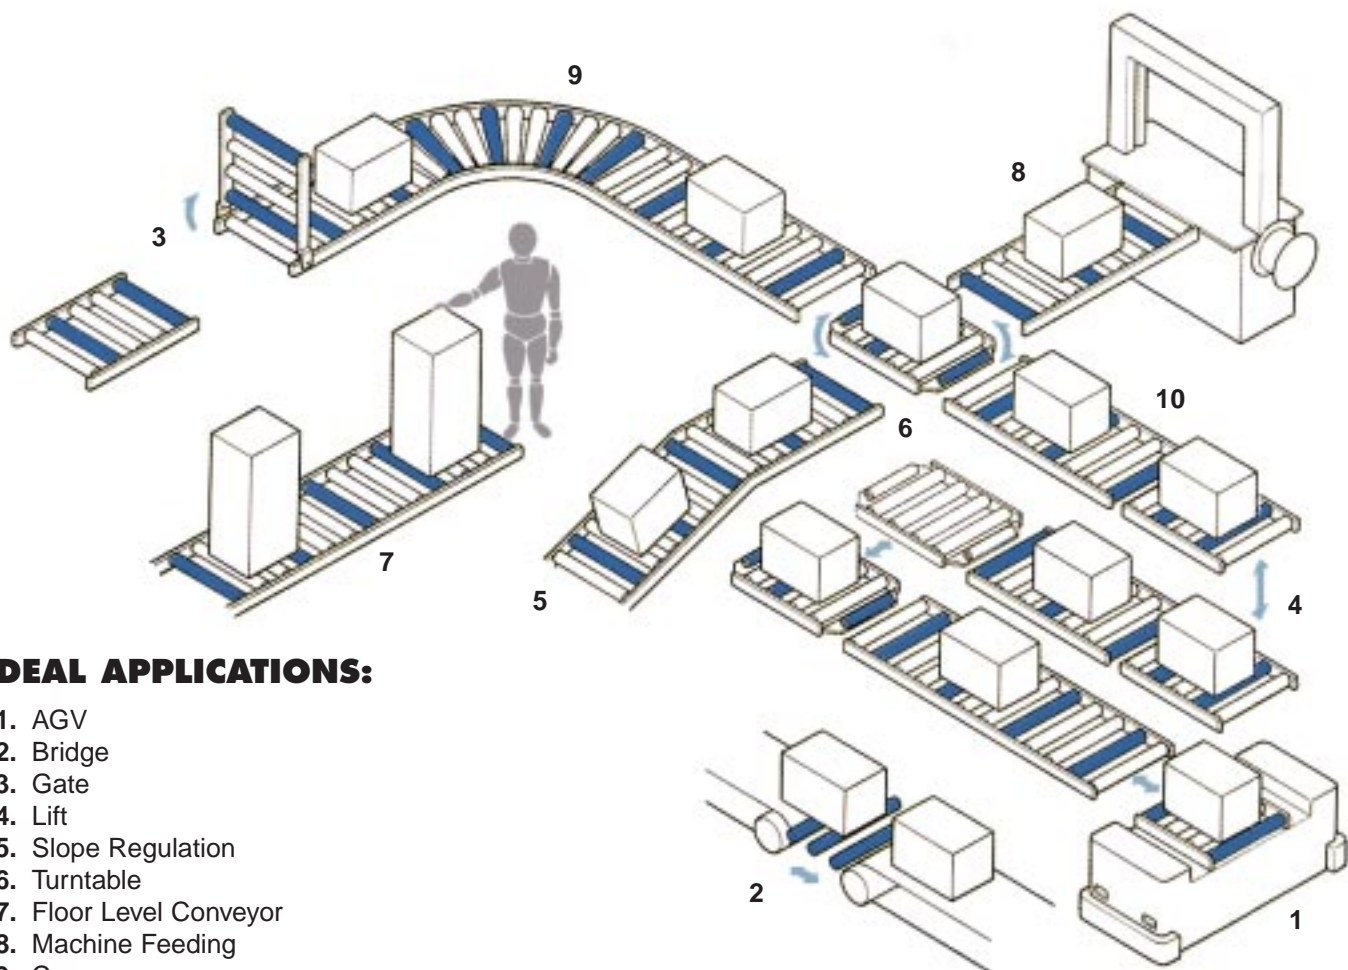 9
8
3
10
6
7
5
4
DEAL APPLICATIONS:
1. AGV
2. Bridge
3. Gate
4. Lift
5. Slope Regulation
6. Turntable
7. Floor Level Conveyor
8. Machine Feeding
2
1